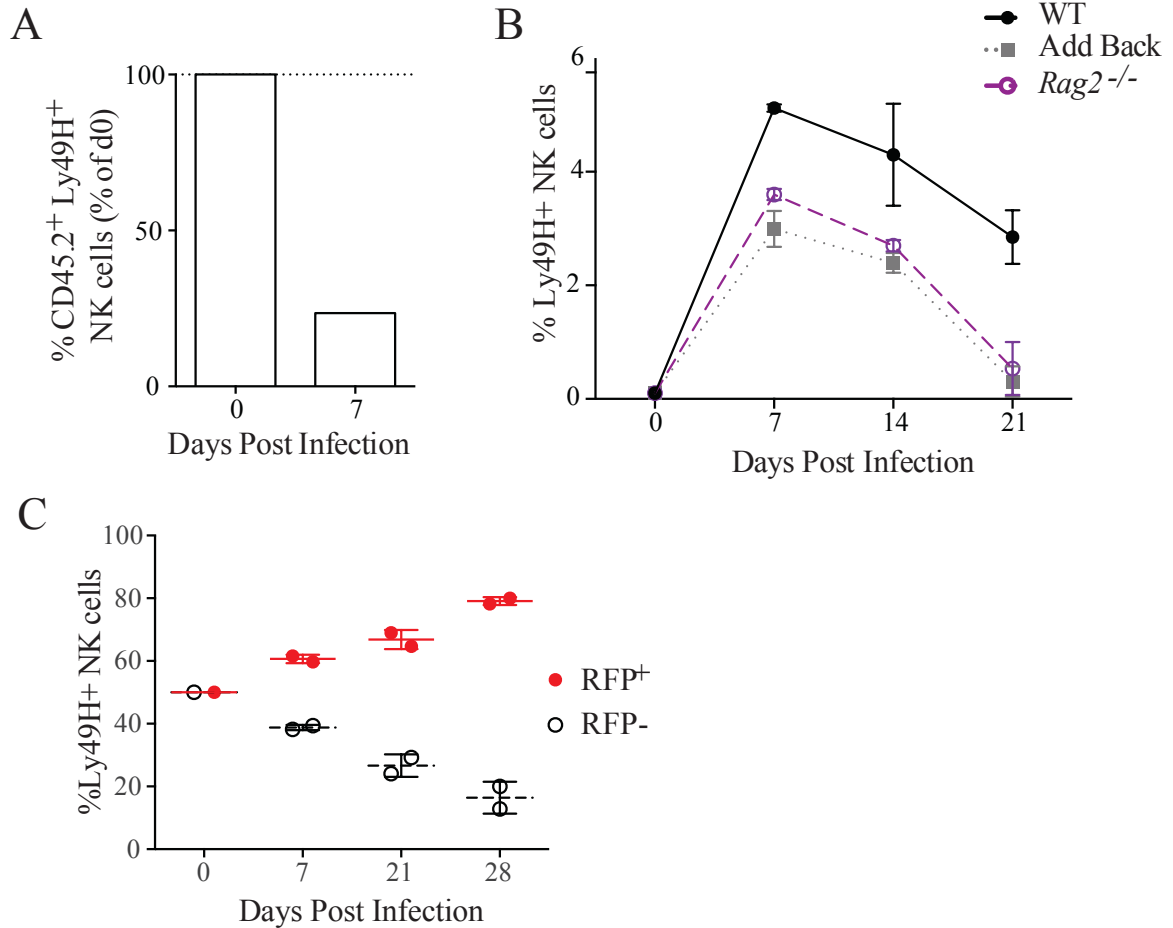 A
% CD45.2+ Ly49H+
NK cells (% of d0)
100
50
0
0
7
Days Post Infection
B
WT
Add Back
Rag2-/-
% Ly49H+ NK cells
6
4
2
0
0
7
14
21
Days Post Infection
C
%Ly49H+ NK cells
100
80
60
40
20
0
0
7
21
28
Days Post Infection
RFP+
RFP-